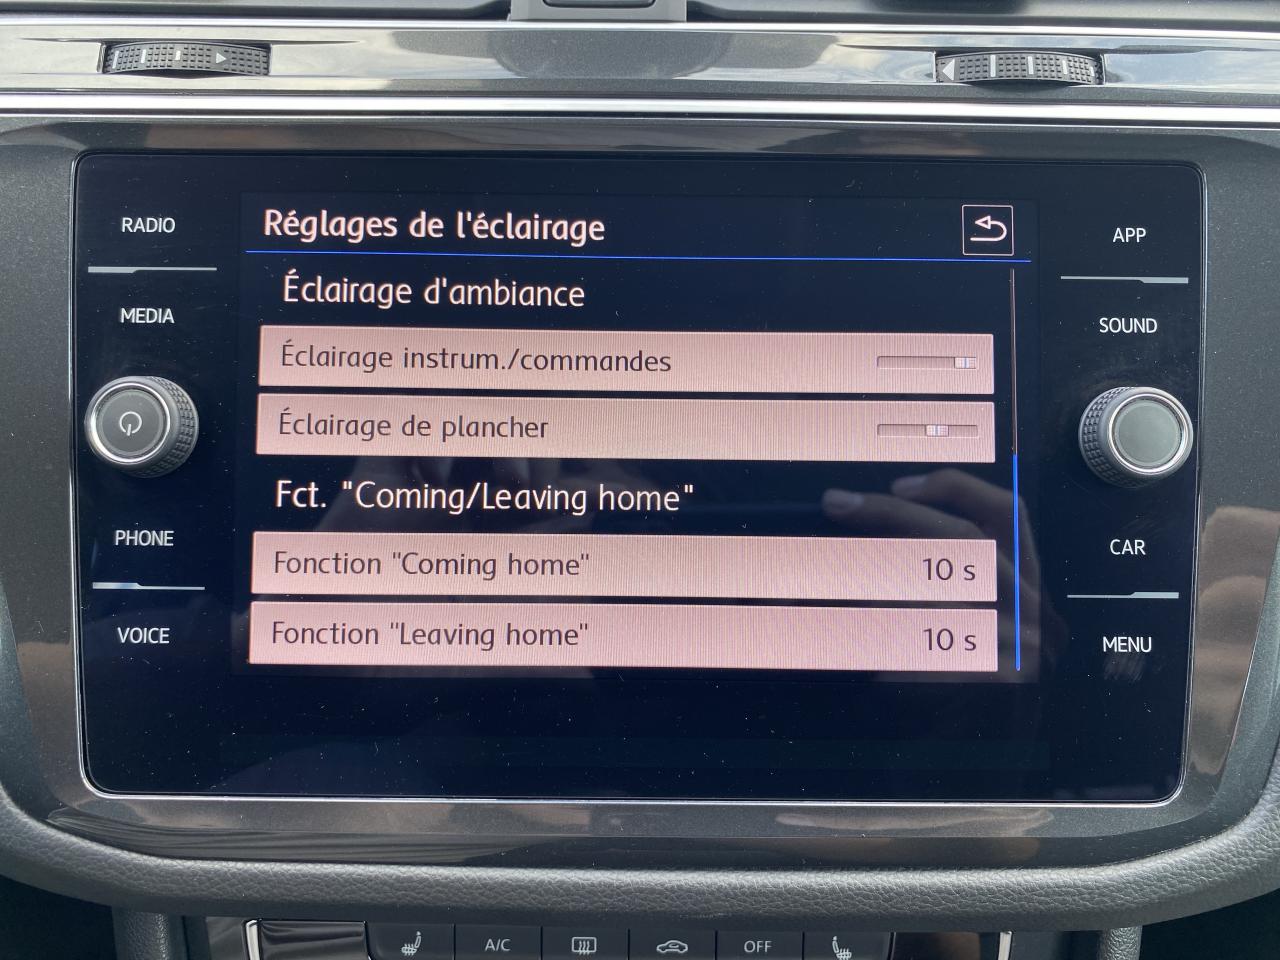 RADIO
MEDIA
PHONE
VOICE
Réglages de l'éclairage
Éclairage d'ambiance
Éclairage instrum./commandes
Éclairage de plancher
Fct. "Coming/Leaving home"
Fonction "Coming home" 10 s
Fonction "Leaving home" 10 s
APP
SOUND
CAR
MENU
A/C
OFF